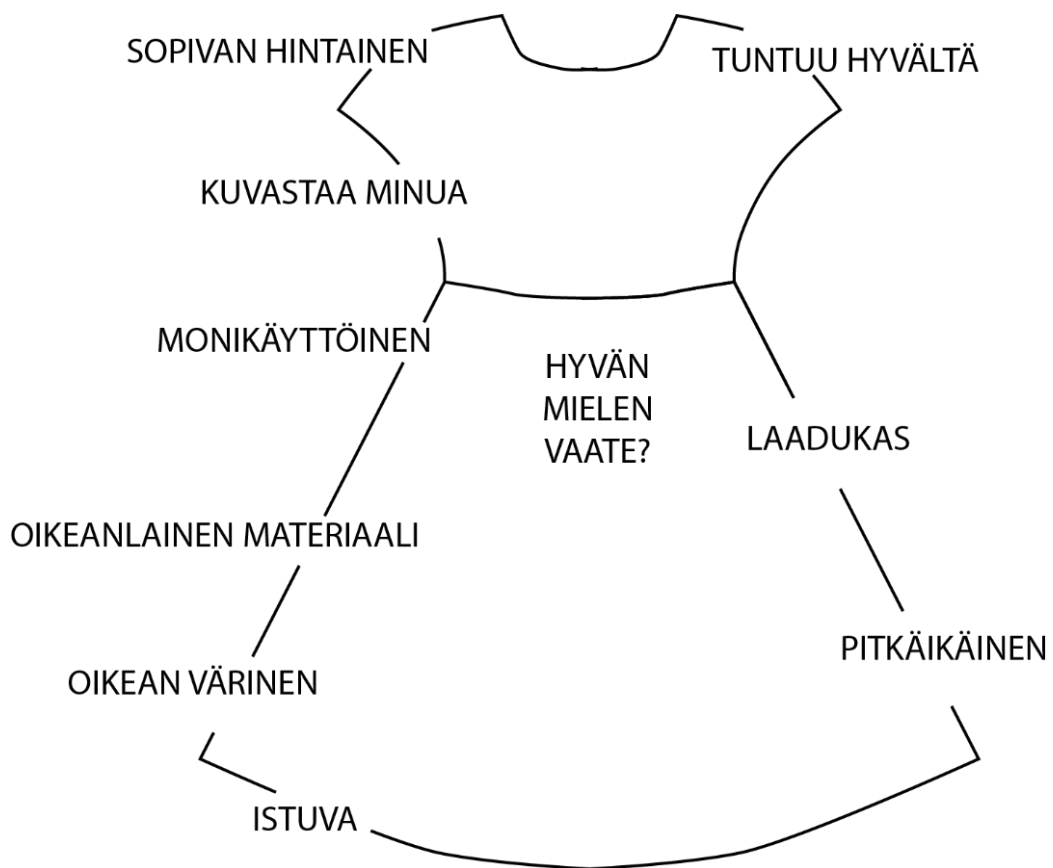 SOPIVAN HINTAINEN
TUNTUU HYVÄLTÄ
KUVASTAA MINUA
MONIKÄYTTÖINEN
HYVÄN
MIELEN
VAATE?
LAADUKAS
OIKEANLAINEN MATERIAALI
PITKÄIKÄINEN
OIKEAN VÄRINEN
ISTUVA